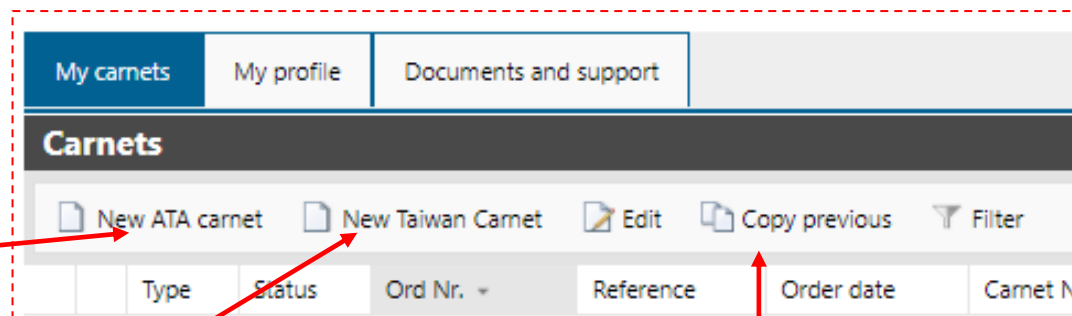 My carnets My profile Documents and support
Carnets
New ATA carnet New Taiwan Carnet Edit Copy previous Filter
Type Status Ord Nr. Reference Order date Carnet N